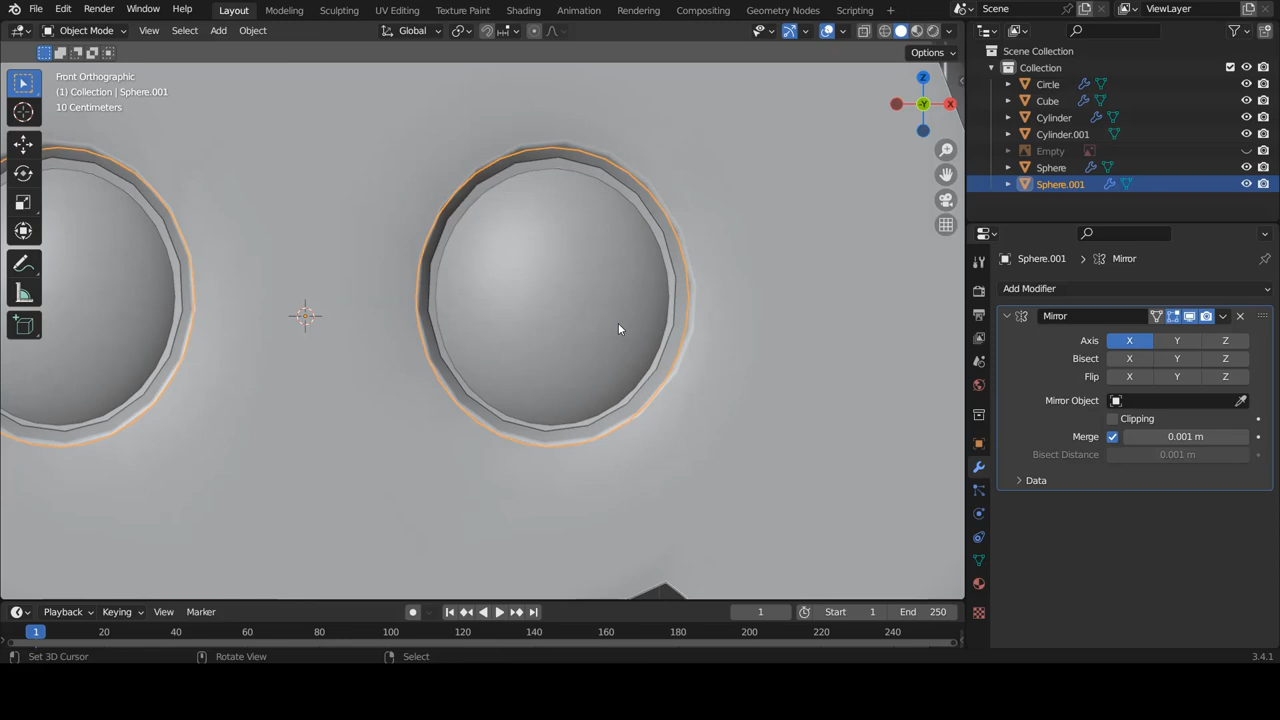 File Edit Render Window Help Layout Modeling Sculpting UV Editing Texture Paint Shading Animation Rendering Compositing Geometry Nodes Scripting + Scene ViewLayer
Object Mode View Select Add Object Global
Options
Front Orthographic
(1) Collection | Sphere.001
10 Centimeters
Z
-Y
X
Scene Collection
Collection
Circle
Cube
Cylinder
Cylinder.001
Empty
Sphere
Sphere.001
Sphere.001 > Mirror
Add Modifier
Mirror
Axis X Y Z
Bisect X Y Z
Flip X Y Z
Mirror Object
Clipping
Merge 0.001 m
Bisect Distance 0.001 m
Data
Playback Keying View Marker 1 Start 1 End 250
1 20 40 60 80 100 120 140 160 180 200 220 240
Set 3D Cursor Rotate View Select 3.4.1